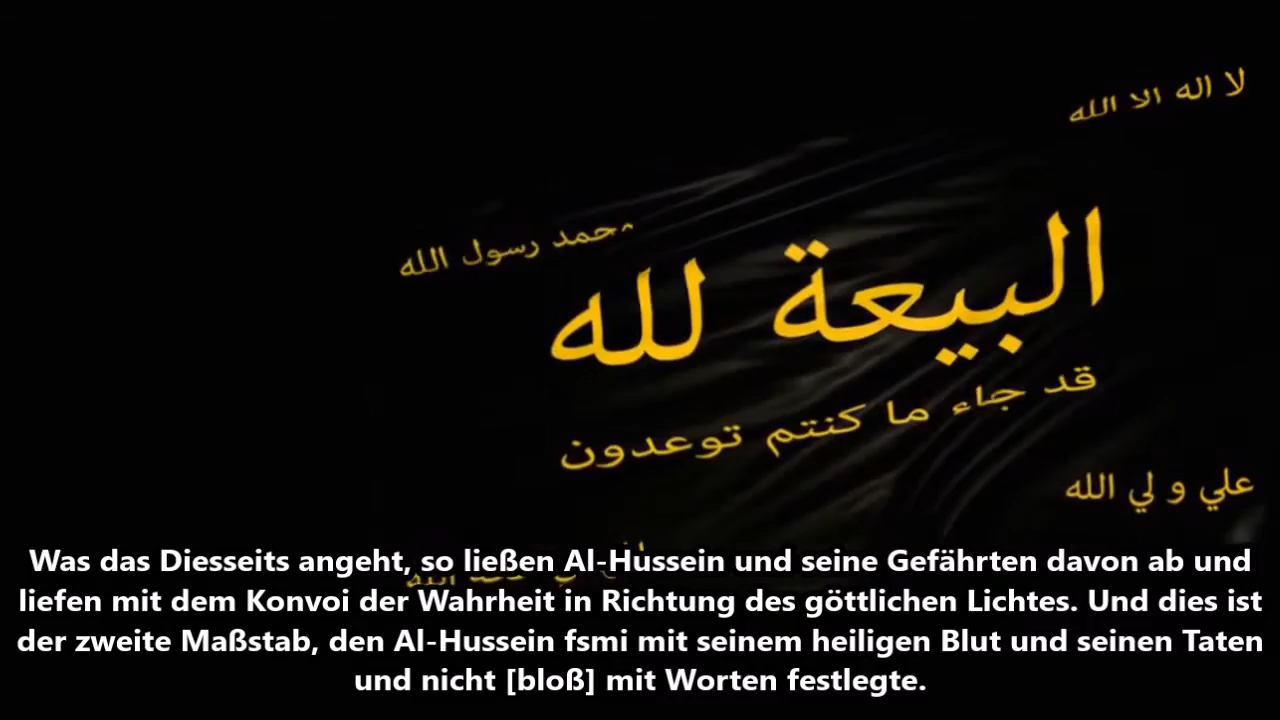 لا اله الا الله
محمد رسول الله
البيعة لله
قد جاء ما كنتم توعدون
علي و لي الله
الله
Was das Diesseits angeht, so ließen Al-Hussein und seine Gefährten davon ab und
liefen mit dem Konvoi der Wahrheit in Richtung des göttlichen Lichtes. Und dies ist
der zweite Maßstab, den Al-Hussein fsmi mit seinem heiligen Blut und seinen Taten
und nicht [bloß] mit Worten festlegte.